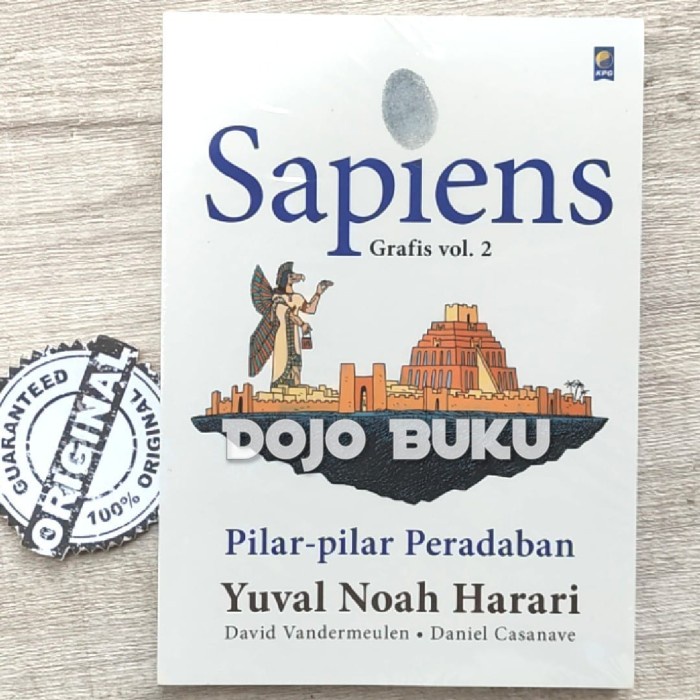 KPG
Sapiens
Grafis vol. 2
DOJO BUKU
Pilar-pilar Peradaban
Yuval Noah Harari
David Vandermeulen • Daniel Casanave
GUARANTEED
ORIGINAL
100% ORIGINAL